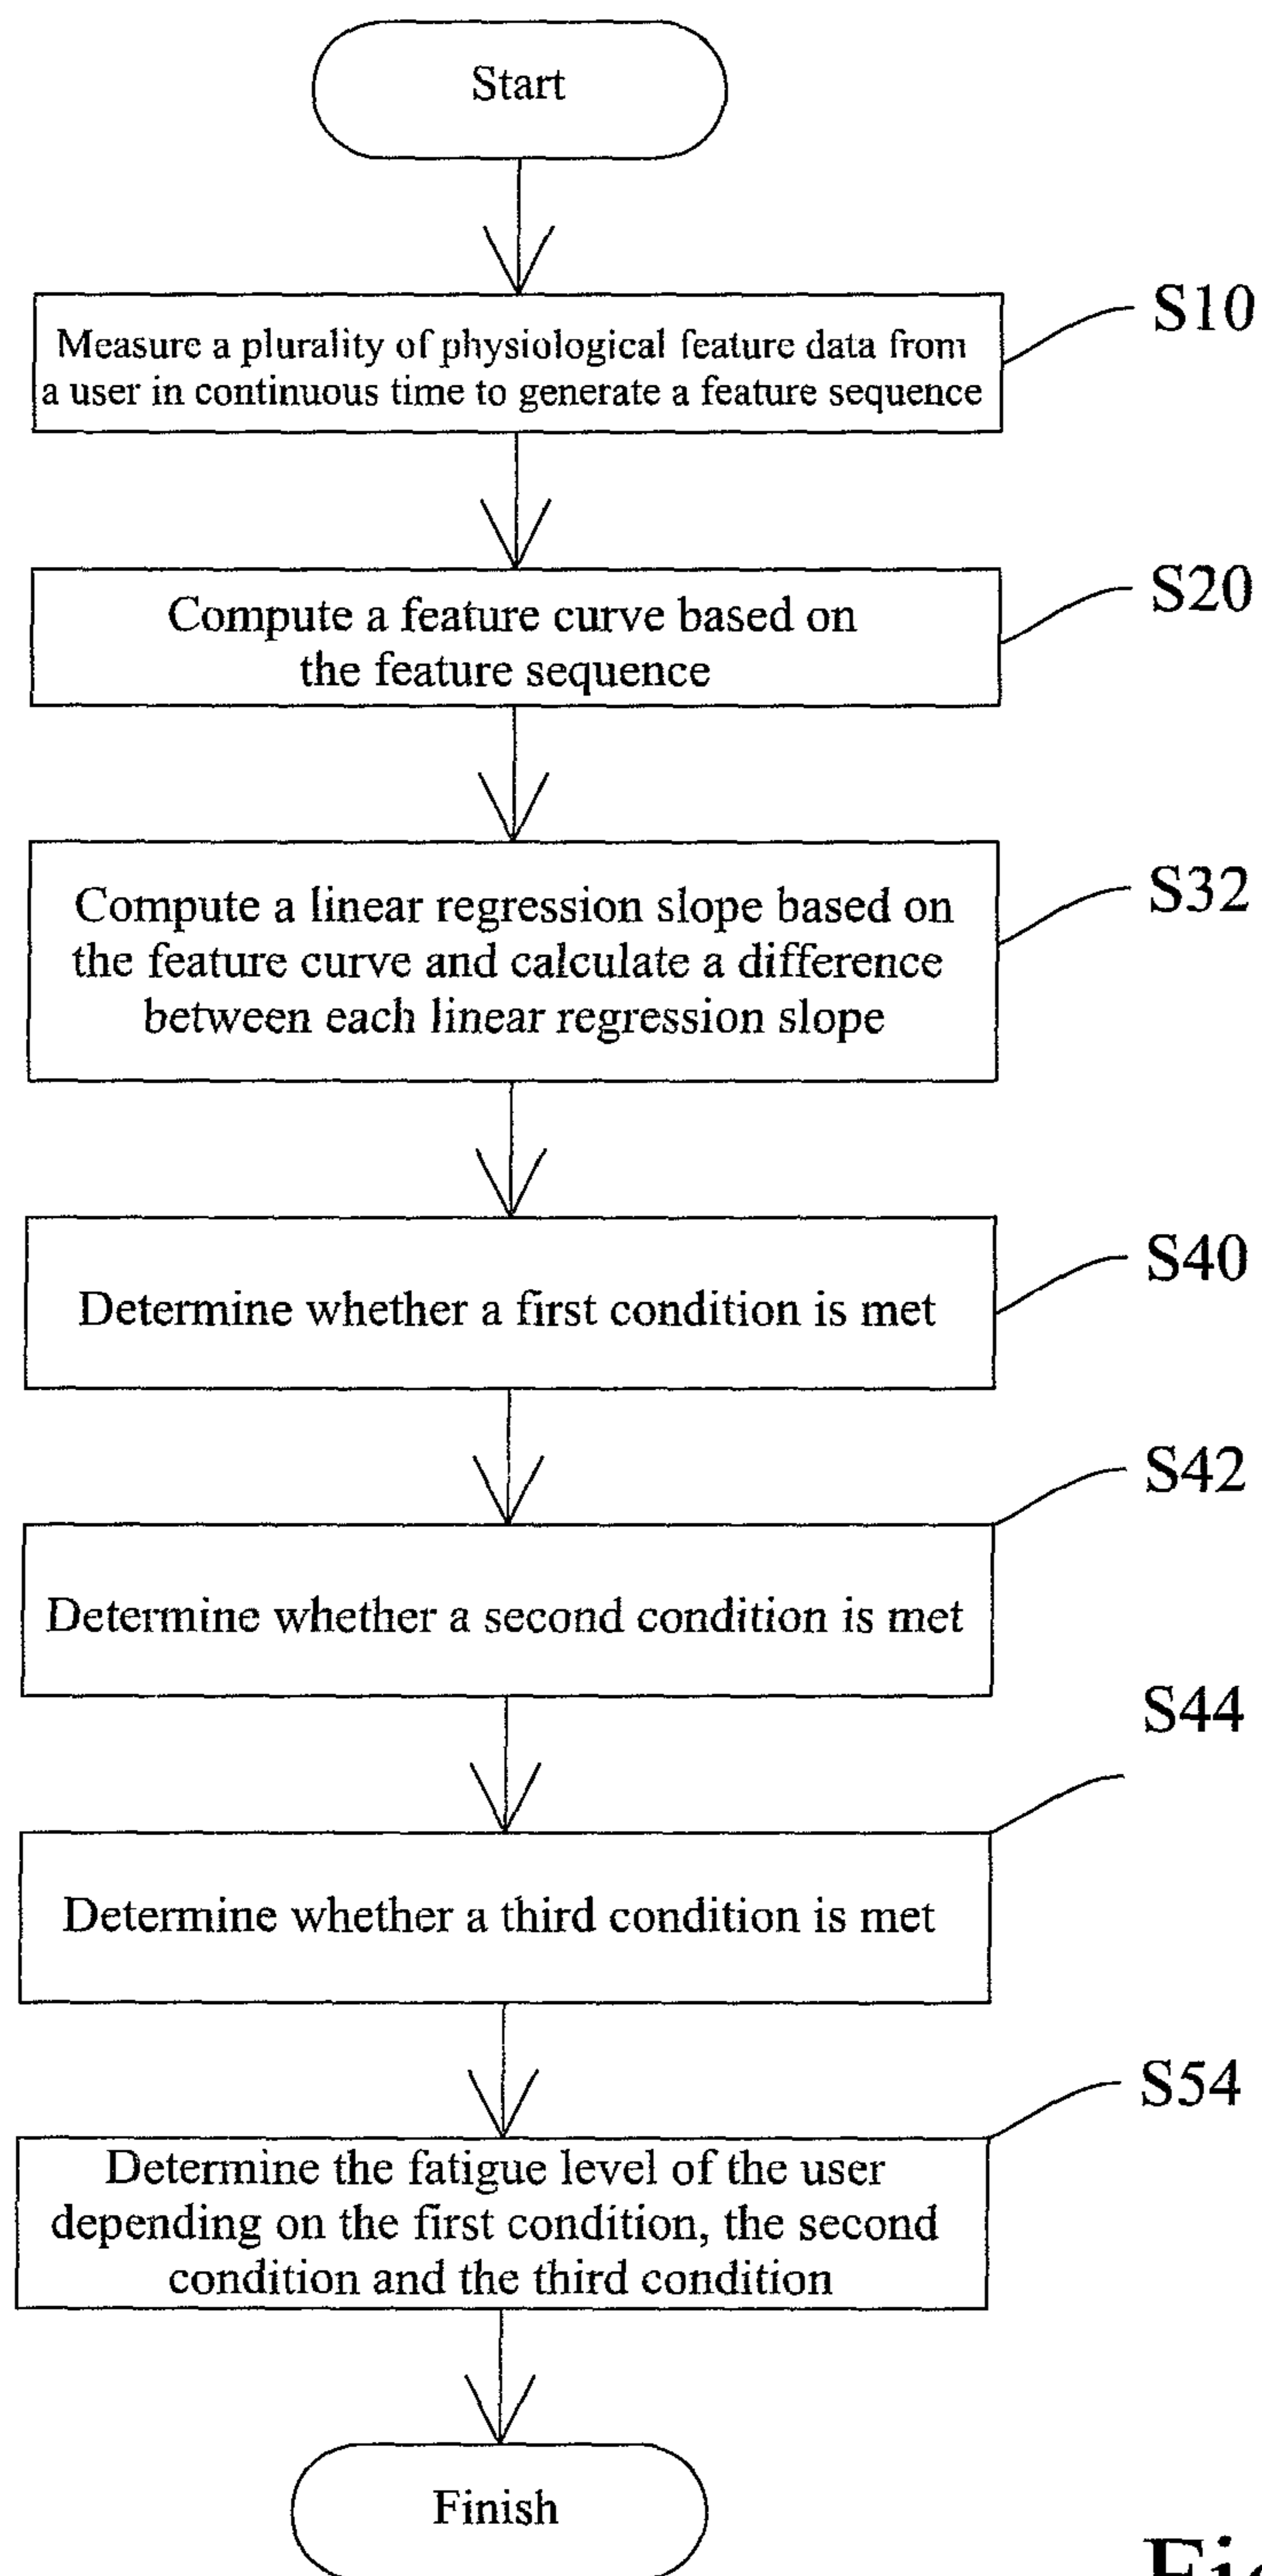 Start
Measure a plurality of physiological feature data from
a user in continuous time to generate a feature sequence
S10
Compute a feature curve based on
the feature sequence
S20
Compute a linear regression slope based on
the feature curve and calculate a difference
between each linear regression slope
S32
Determine whether a first condition is met
S40
Determine whether a second condition is met
S42
Determine whether a third condition is met
S44
Determine the fatigue level of the user
depending on the first condition, the second
condition and the third condition
S54
Finish